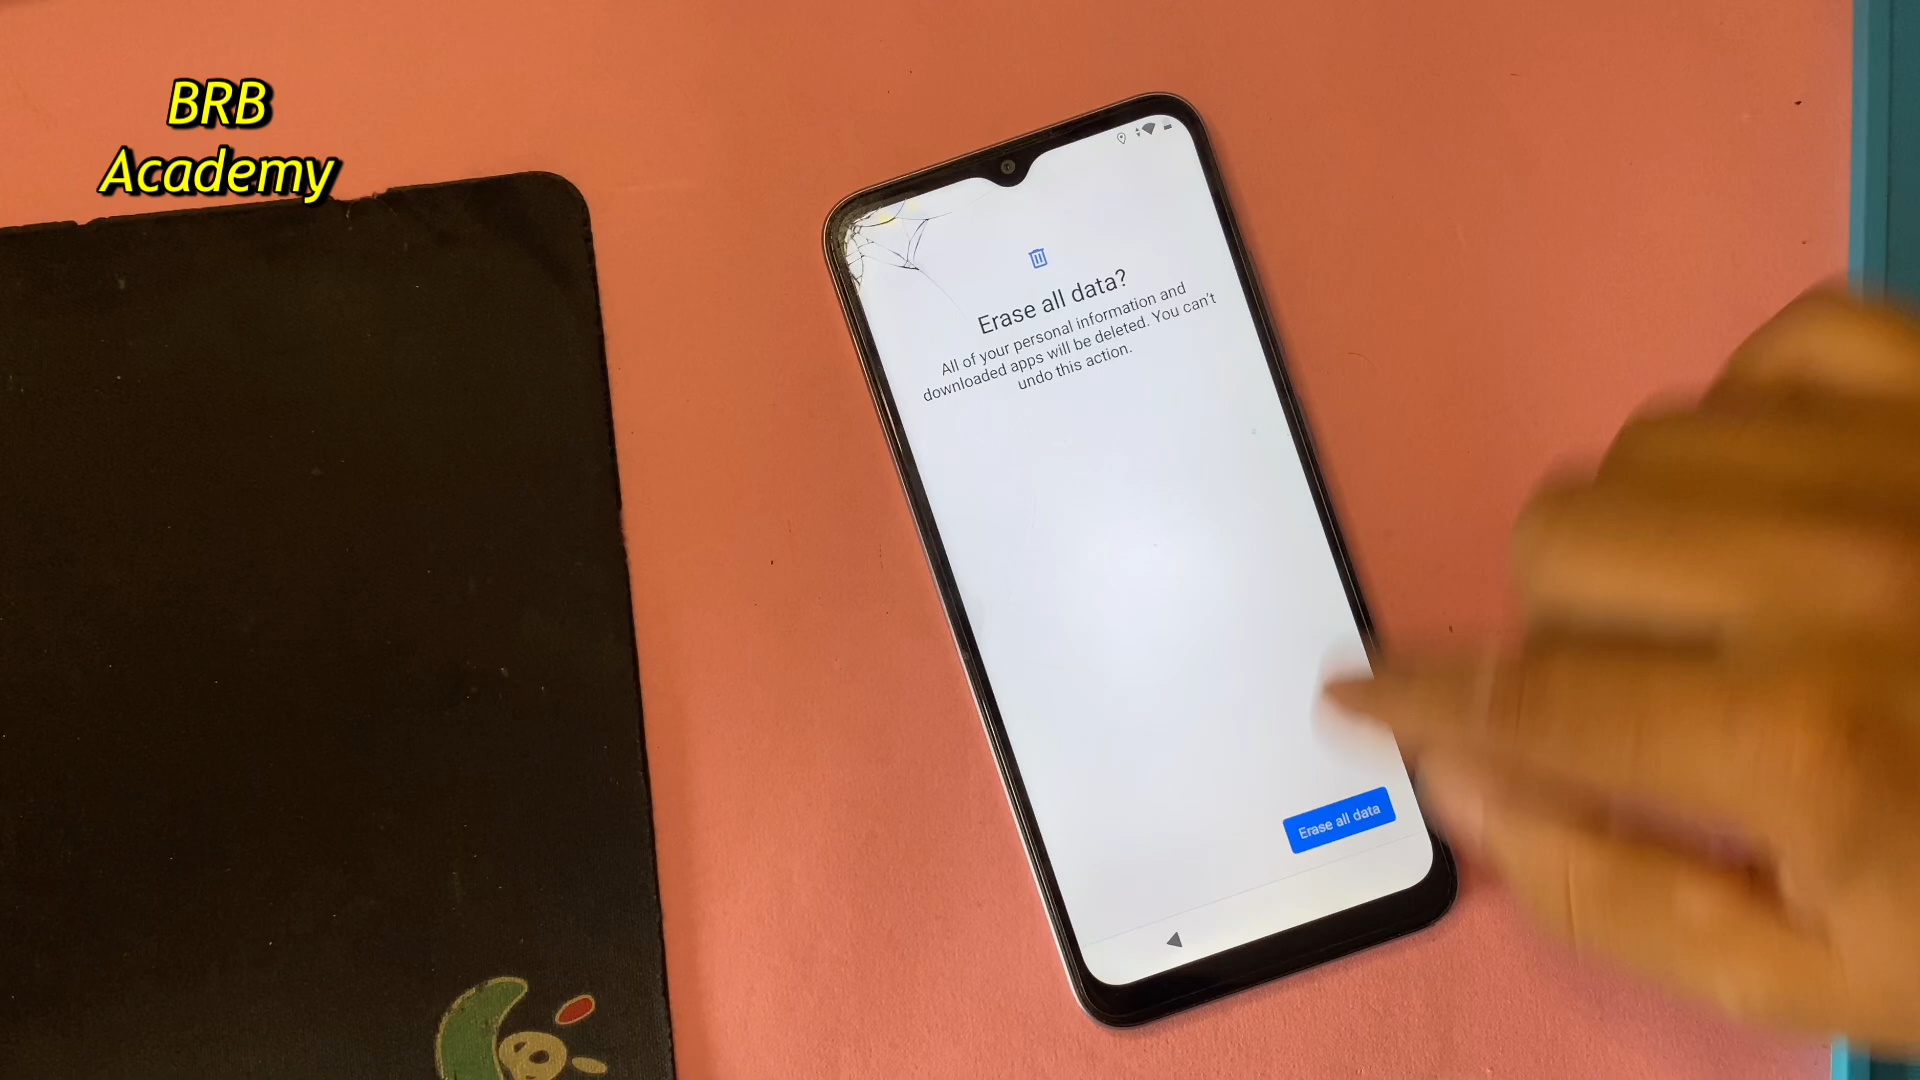 BRB
Academy
Erase all data?
All of your personal information and
downloaded apps will be deleted. You can't
undo this action.
Erase all data